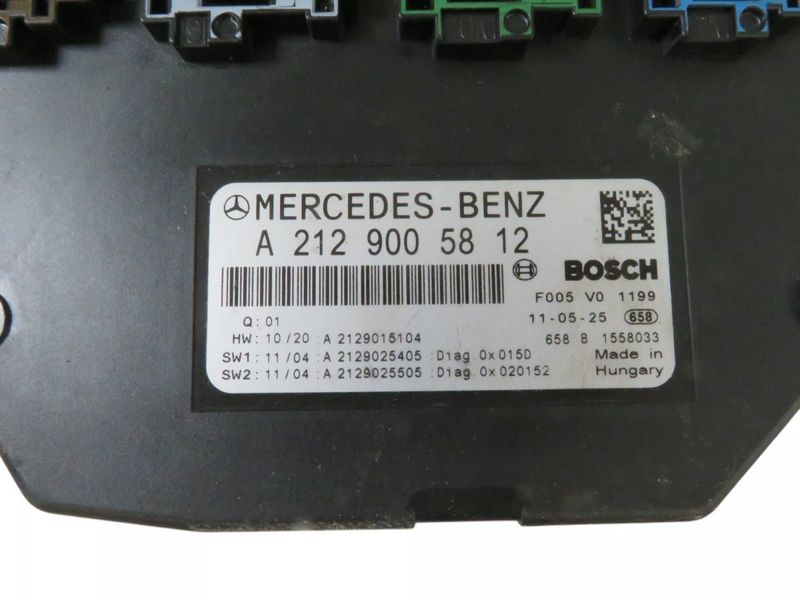 MERCEDES-BENZ
A 212 900 58 12
BOSCH
F005 V0 1199
Q: 01
11-05-25 658
HW: 10/20 :A 2129015104
658 B 1558033
SW1: 11/04 :A 2129025405 :Diag.0x015D
Made in
SW2: 11/04 :A 2129025505 :Diag.0x020152
Hungary